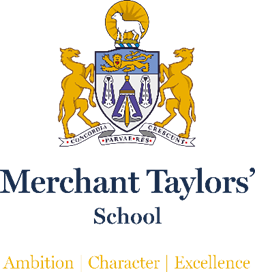 CONCORDIA PARVAE RES CRESCUNT
Merchant Taylors’
School
Ambition | Character | Excellence